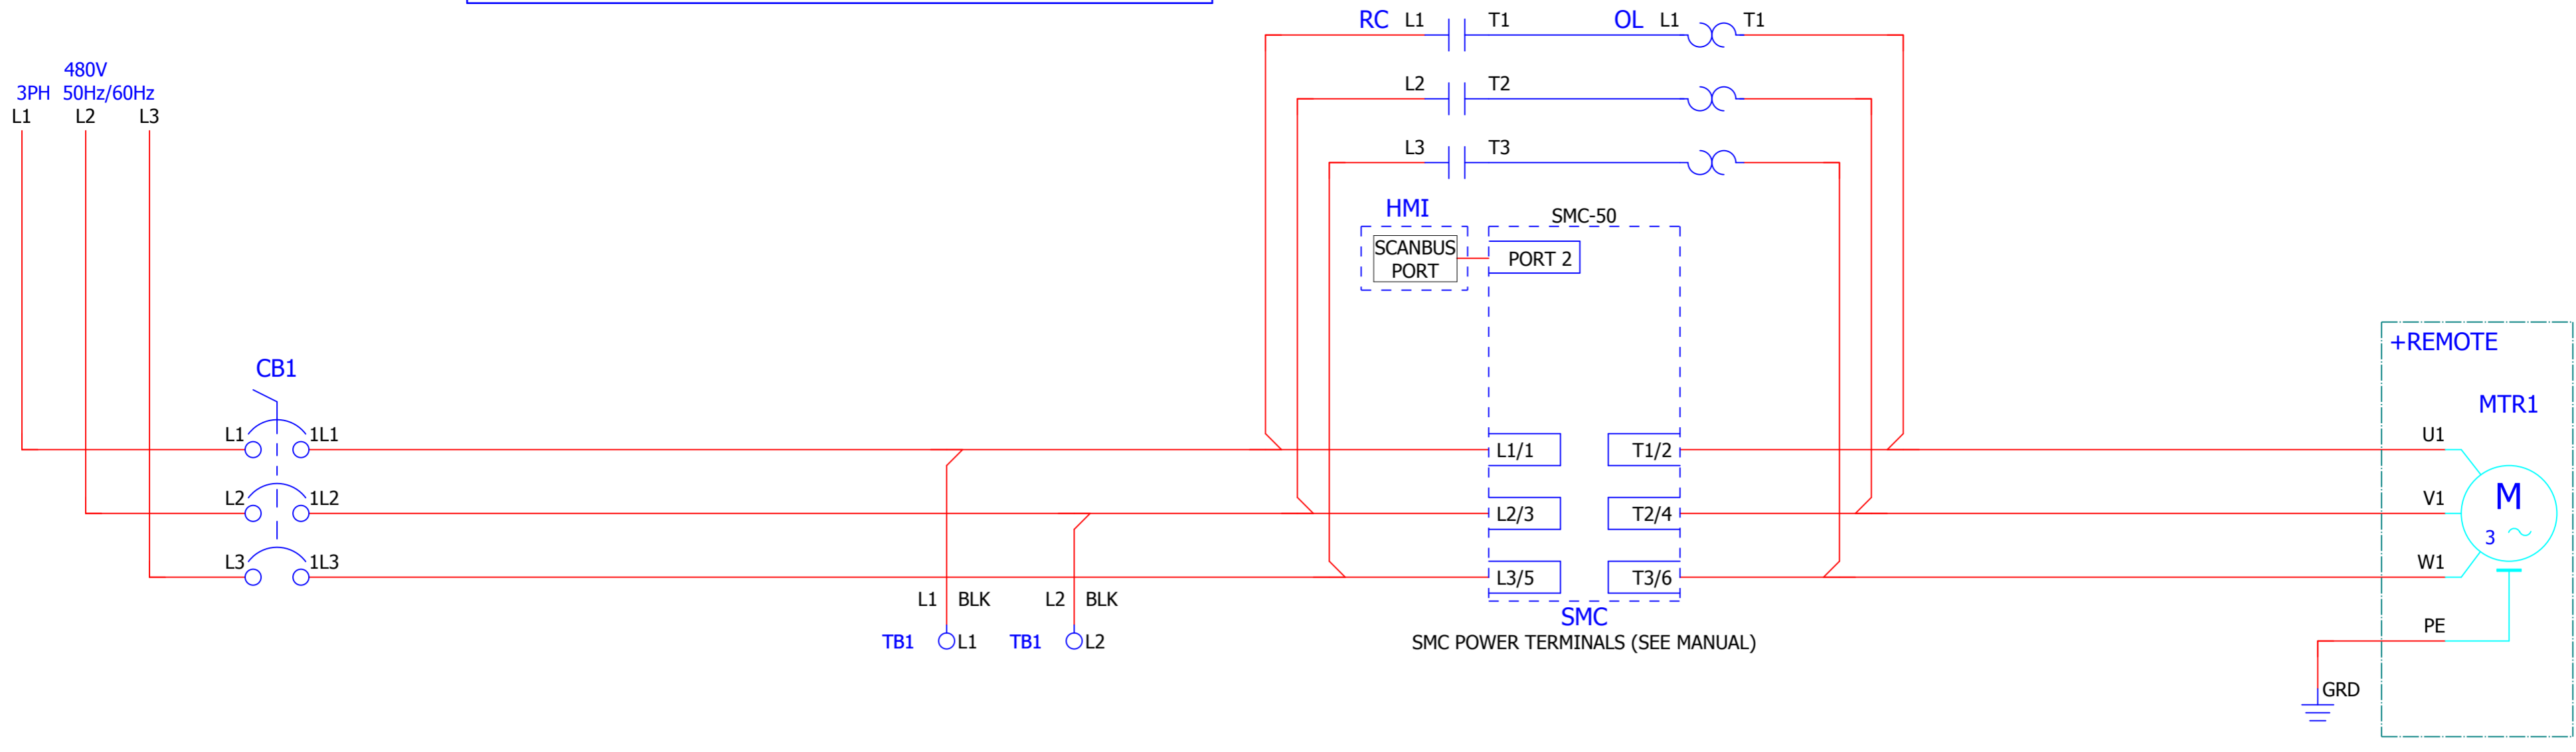 RC L1 T1 OL L1 T1
480V
3PH 50Hz/60Hz
L1 L2 L3
L2 T2
L3 T3
HMI
SMC-50
SCANBUS
PORT
PORT 2
+REMOTE
CB1
MTR1
L1 1L1
L1/1 T1/2
U1
L2 1L2
L2/3 T2/4
V1
M
3
L3 1L3
L3/5 T3/6
W1
L1 BLK L2 BLK
SMC
PE
TB1 L1 TB1 L2
SMC POWER TERMINALS (SEE MANUAL)
GRD